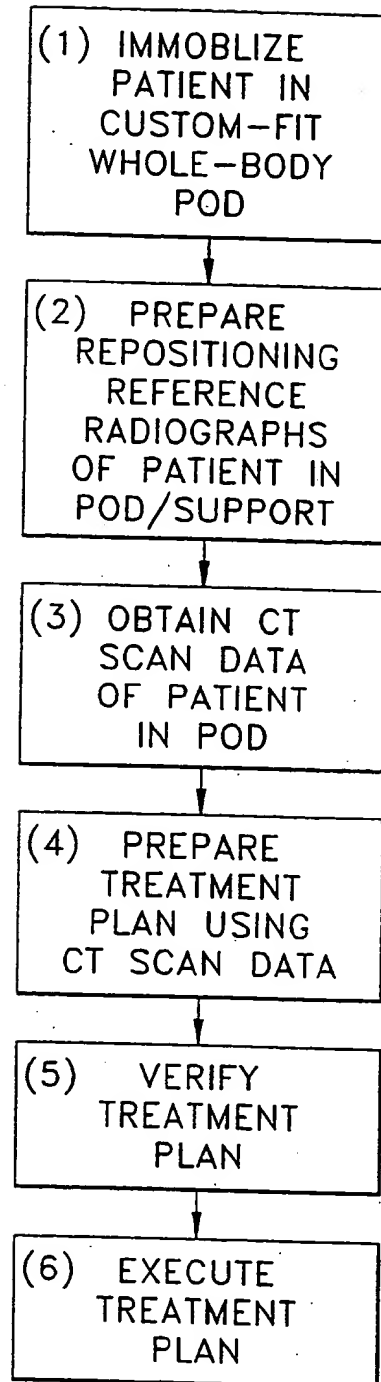 (1) IMMOBLIZE
PATIENT IN
CUSTOM-FIT
WHOLE-BODY
POD
(2) PREPARE
REPOSITIONING
REFERENCE
RADIOGRAPHS
OF PATIENT IN
POD/SUPPORT
(3) OBTAIN CT
SCAN DATA
OF PATIENT
IN POD
(4) PREPARE
TREATMENT
PLAN USING
CT SCAN DATA
(5) VERIFY
TREATMENT
PLAN
(6) EXECUTE
TREATMENT
PLAN